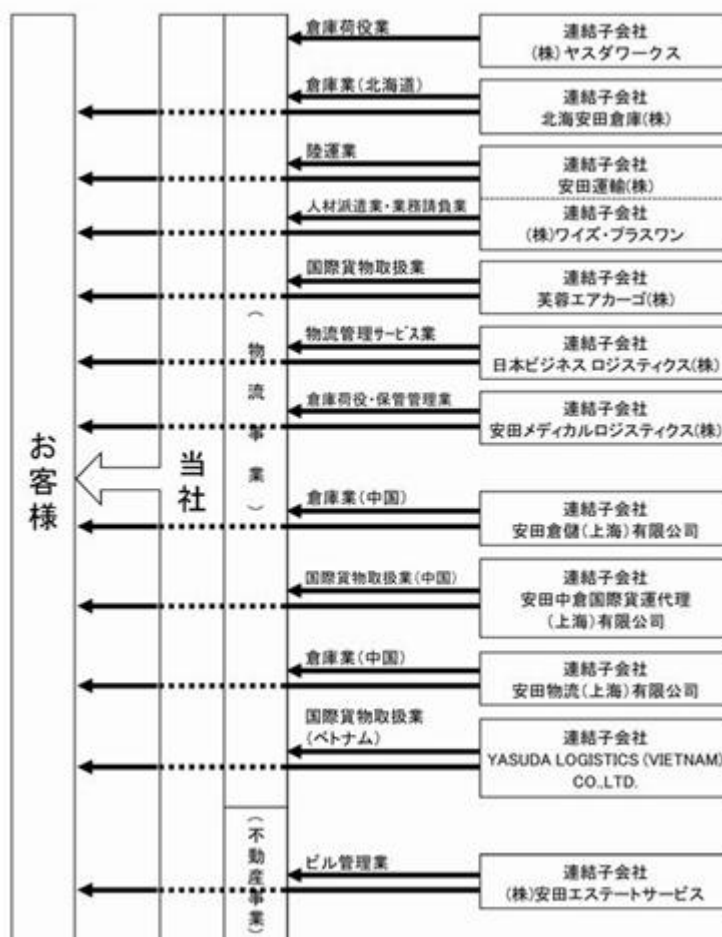 お客様
当社
（物流事業）
（不動産事業）
倉庫荷役業
連結子会社
(株)ヤスダワークス
倉庫業(北海道)
連結子会社
北海安田倉庫(株)
陸運業
連結子会社
安田運輸(株)
人材派遣業・業務請負業
連結子会社
(株)ワイズ・プラスワン
国際貨物取扱業
連結子会社
芙蓉エアカーゴ(株)
物流管理サービス業
連結子会社
日本ビジネス ロジスティクス(株)
倉庫荷役・保管管理業
連結子会社
安田メディカルロジスティクス(株)
倉庫業(中国)
連結子会社
安田倉儲(上海)有限公司
国際貨物取扱業(中国)
連結子会社
安田中倉国際貨運代理
(上海)有限公司
倉庫業(中国)
連結子会社
安田物流(上海)有限公司
国際貨物取扱業
(ベトナム)
連結子会社
YASUDA LOGISTICS (VIETNAM)
CO.,LTD.
ビル管理業
連結子会社
(株)安田エステートサービス